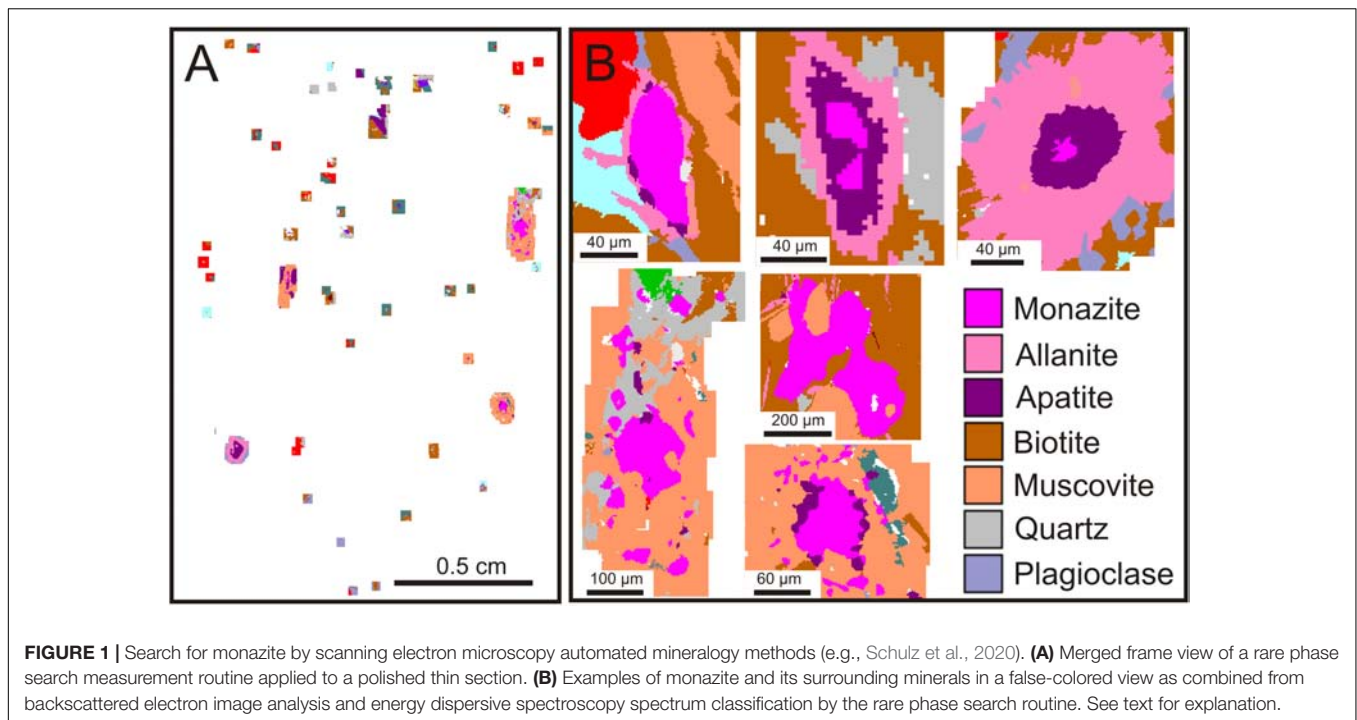 A
B
0.5 cm
40 µm
40 µm
40 µm
100 µm
200 µm
60 µm
Monazite
Allanite
Apatite
Biotite
Muscovite
Quartz
Plagioclase
FIGURE 1 | Search for monazite by scanning electron microscopy automated mineralogy methods (e.g., Schulz et al., 2020). (A) Merged frame view of a rare phase
search measurement routine applied to a polished thin section. (B) Examples of monazite and its surrounding minerals in a false-colored view as combined from
backscattered electron image analysis and energy dispersive spectroscopy spectrum classification by the rare phase search routine. See text for explanation.